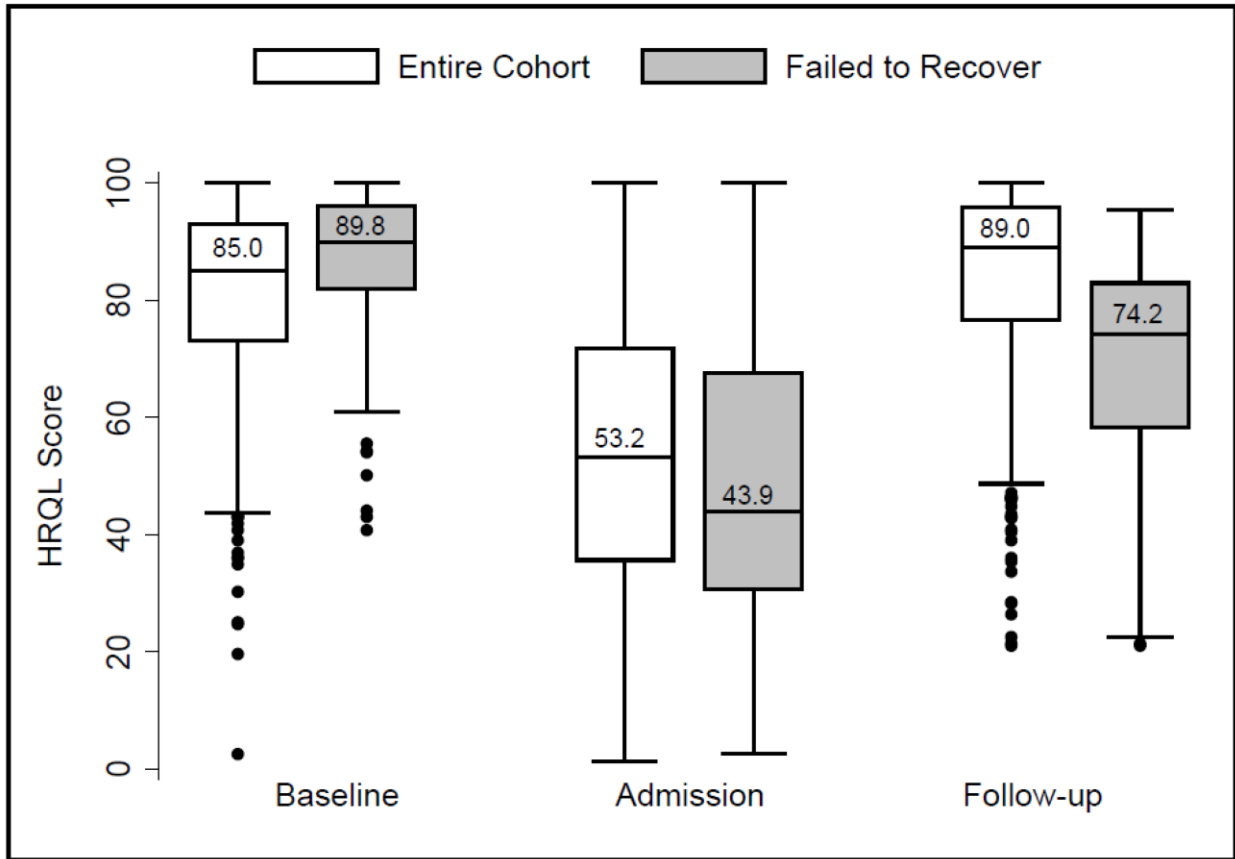 Entire Cohort Failed to Recover
HRQL Score
100
80
60
40
20
0
85.0 89.8 53.2 43.9 89.0 74.2
Baseline Admission Follow-up